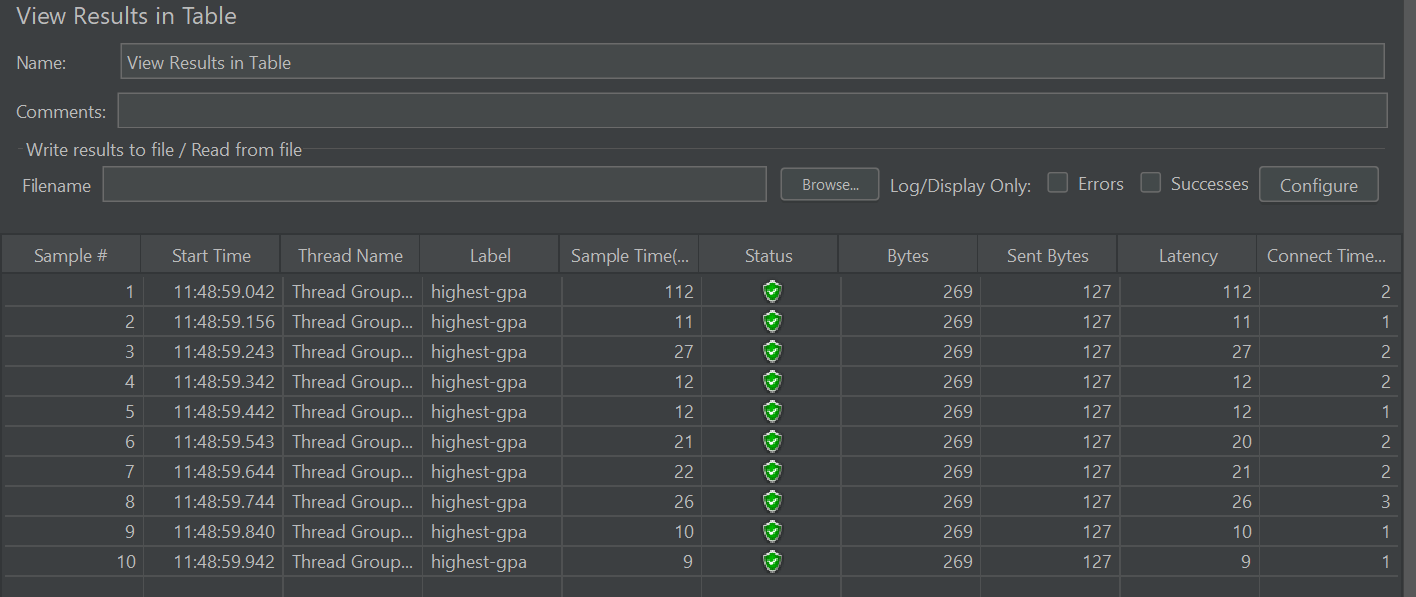 View Results in Table
Name: View Results in Table
Comments:
Write results to file / Read from file
Filename Browse... Log/Display Only: Errors Successes Configure
Sample # Start Time Thread Name Label Sample Time(... Status Bytes Sent Bytes Latency Connect Time...
1 11:48:59.042 Thread Group... highest-gpa 112 269 127 112 2
2 11:48:59.156 Thread Group... highest-gpa 11 269 127 11 1
3 11:48:59.243 Thread Group... highest-gpa 27 269 127 27 2
4 11:48:59.342 Thread Group... highest-gpa 12 269 127 12 2
5 11:48:59.442 Thread Group... highest-gpa 12 269 127 12 1
6 11:48:59.543 Thread Group... highest-gpa 21 269 127 20 2
7 11:48:59.644 Thread Group... highest-gpa 22 269 127 21 2
8 11:48:59.744 Thread Group... highest-gpa 26 269 127 26 3
9 11:48:59.840 Thread Group... highest-gpa 10 269 127 10 1
10 11:48:59.942 Thread Group... highest-gpa 9 269 127 9 1